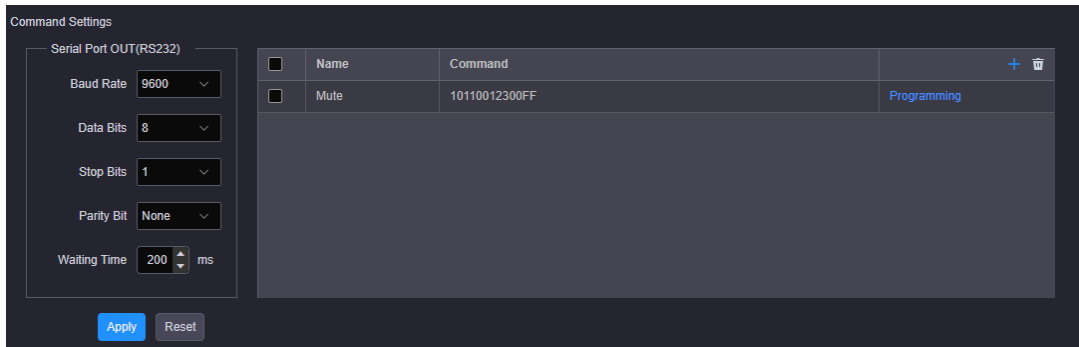 Command Settings
Serial Port OUT(RS232)
Baud Rate 9600
Data Bits 8
Stop Bits 1
Parity Bit None
Waiting Time 200 ms
Apply Reset
Name Command
Mute 10110012300FF Programming